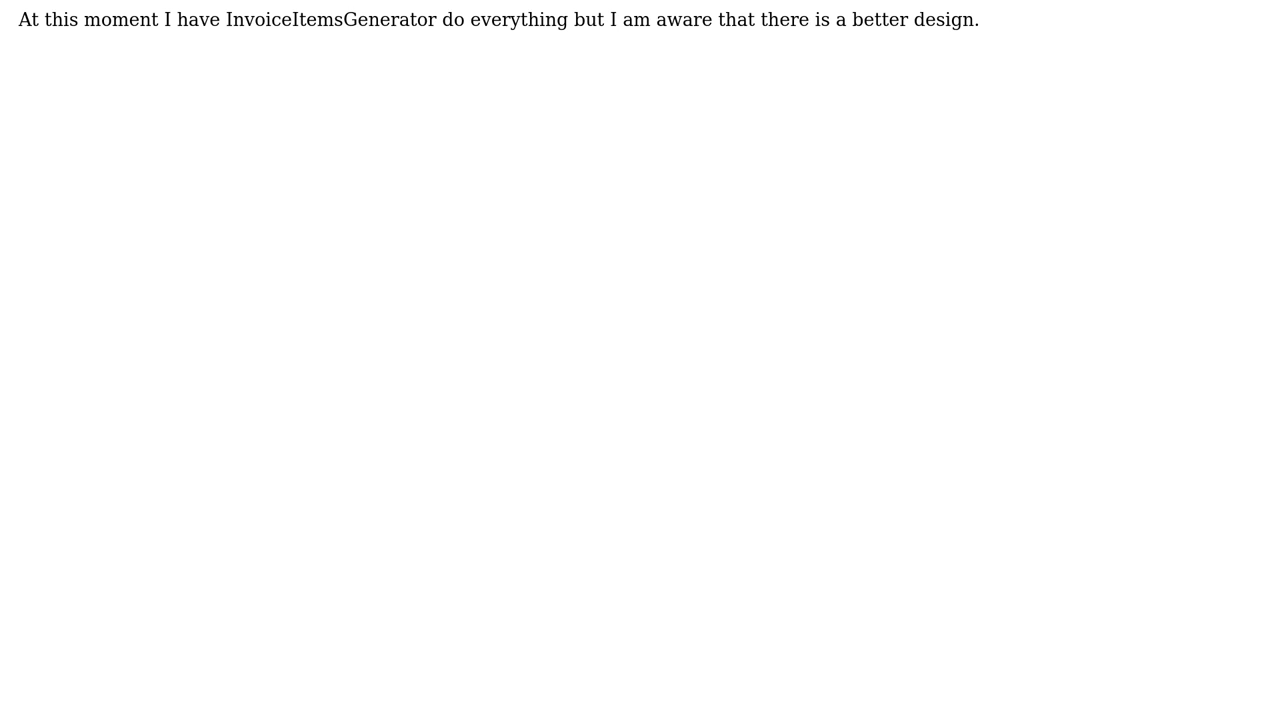 At this moment I have InvoiceItemsGenerator do everything but I am aware that there is a better design.